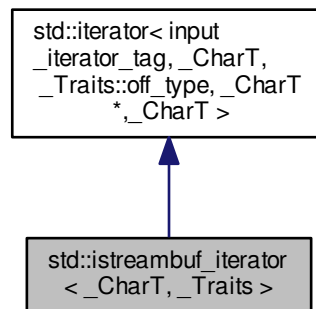 std::iterator< input
_iterator_tag, _CharT,
_Traits::off_type, _CharT
*,_CharT >
std::istreambuf_iterator
< _CharT, _Traits >